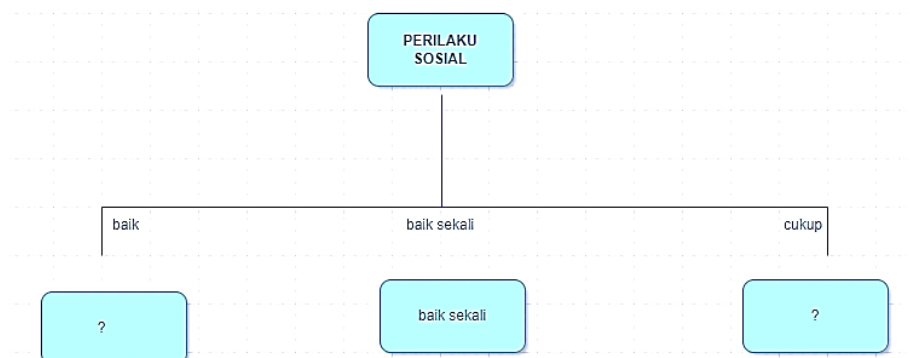 PERILAKU
SOSIAL
baik
baik sekali
cukup
?
baik sekali
?